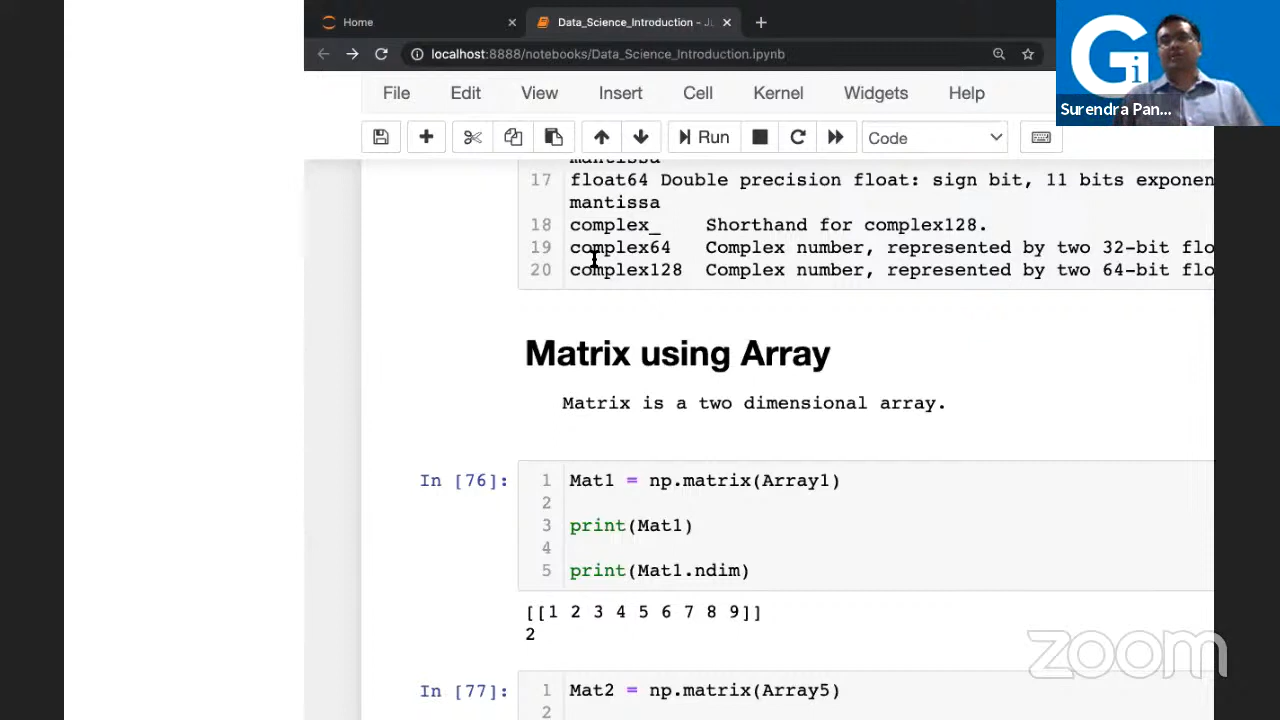 Home
Data_Science_Introduction - Ju
localhost:8888/notebooks/Data_Science_Introduction.ipynb
Gi
Surendra Pan...
File Edit View Insert Cell Kernel Widgets Help
Run Code
mantissa
17 float64 Double precision float: sign bit, 11 bits exponen
mantissa
18 complex_ Shorthand for complex128.
19 complex64 Complex number, represented by two 32-bit flo
20 complex128 Complex number, represented by two 64-bit flo
Matrix using Array
Matrix is a two dimensional array.
In [76]: 1 Mat1 = np.matrix(Array1)
2
3 print(Mat1)
4
5 print(Mat1.ndim)
[[1 2 3 4 5 6 7 8 9]]
2
zoom
In [77]: 1 Mat2 = np.matrix(Array5)
2